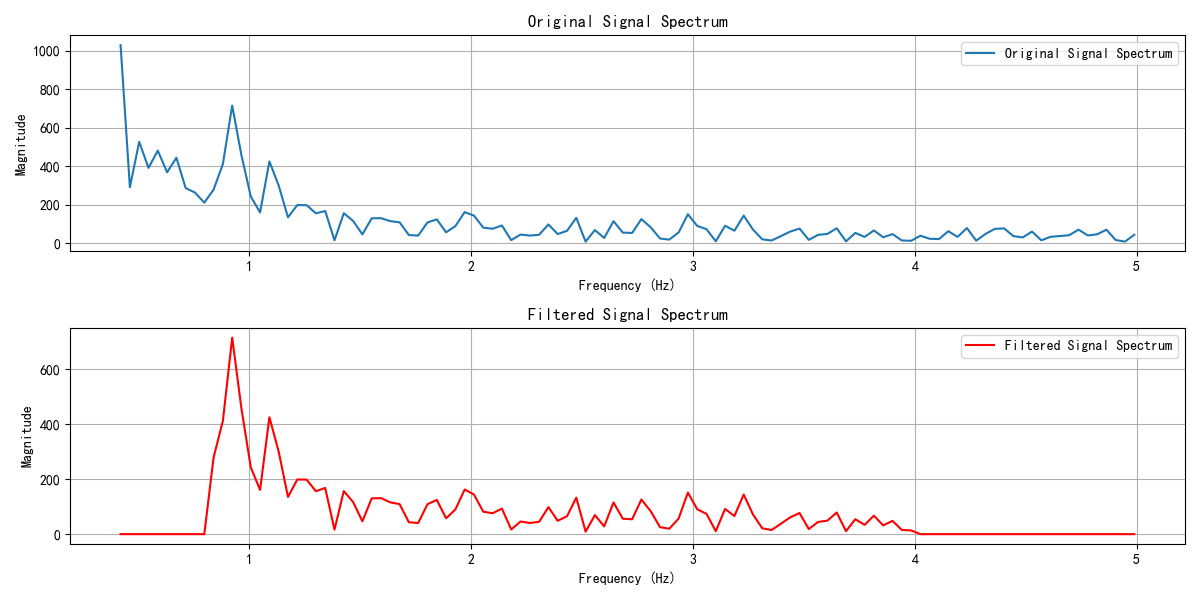 Original Signal Spectrum
Original Signal Spectrum
1000
800
600
400
200
0
Magnitude
1 2 3 4 5
Frequency (Hz)
Filtered Signal Spectrum
Filtered Signal Spectrum
600
400
200
0
Magnitude
1 2 3 4 5
Frequency (Hz)